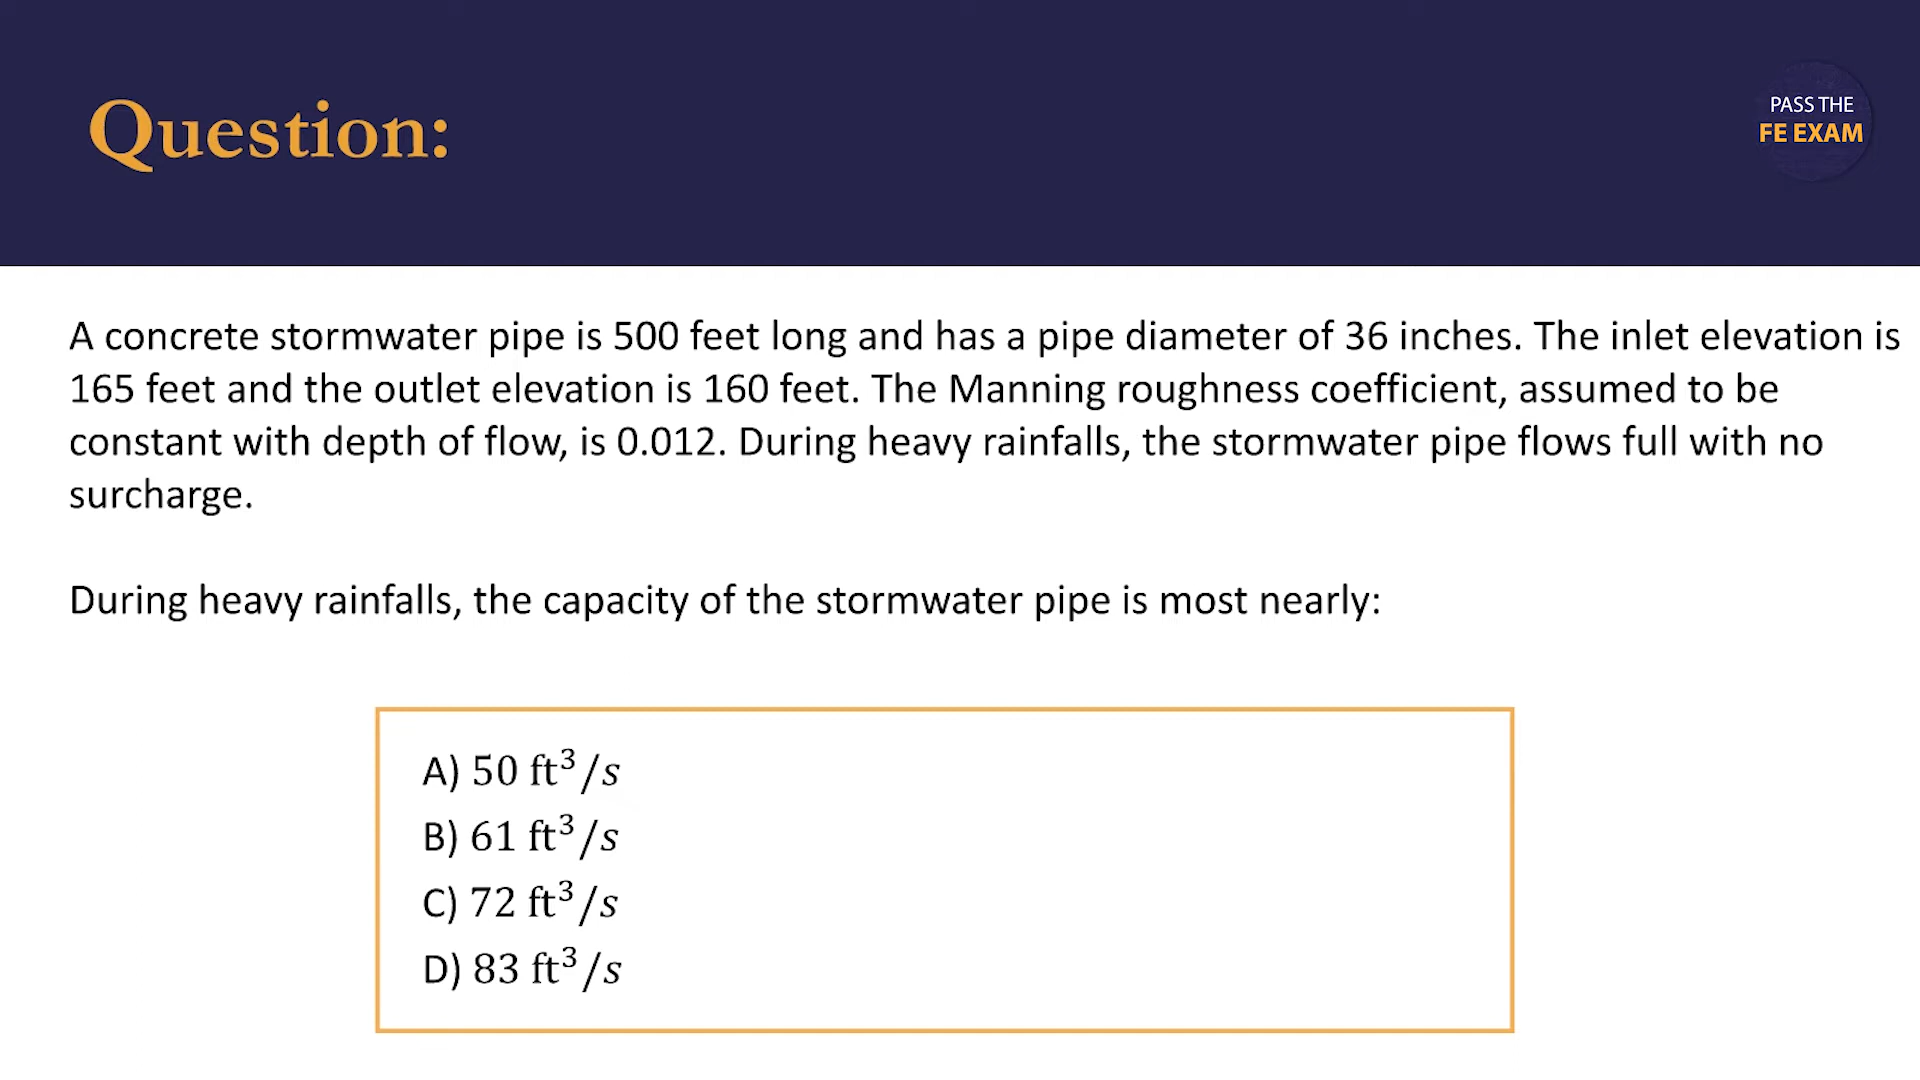 Question:
PASS THE
FE EXAM
A concrete stormwater pipe is 500 feet long and has a pipe diameter of 36 inches. The inlet elevation is
165 feet and the outlet elevation is 160 feet. The Manning roughness coefficient, assumed to be
constant with depth of flow, is 0.012. During heavy rainfalls, the stormwater pipe flows full with no
surcharge.
During heavy rainfalls, the capacity of the stormwater pipe is most nearly:
A) 50 ft³/s
B) 61 ft³/s
C) 72 ft³/s
D) 83 ft³/s